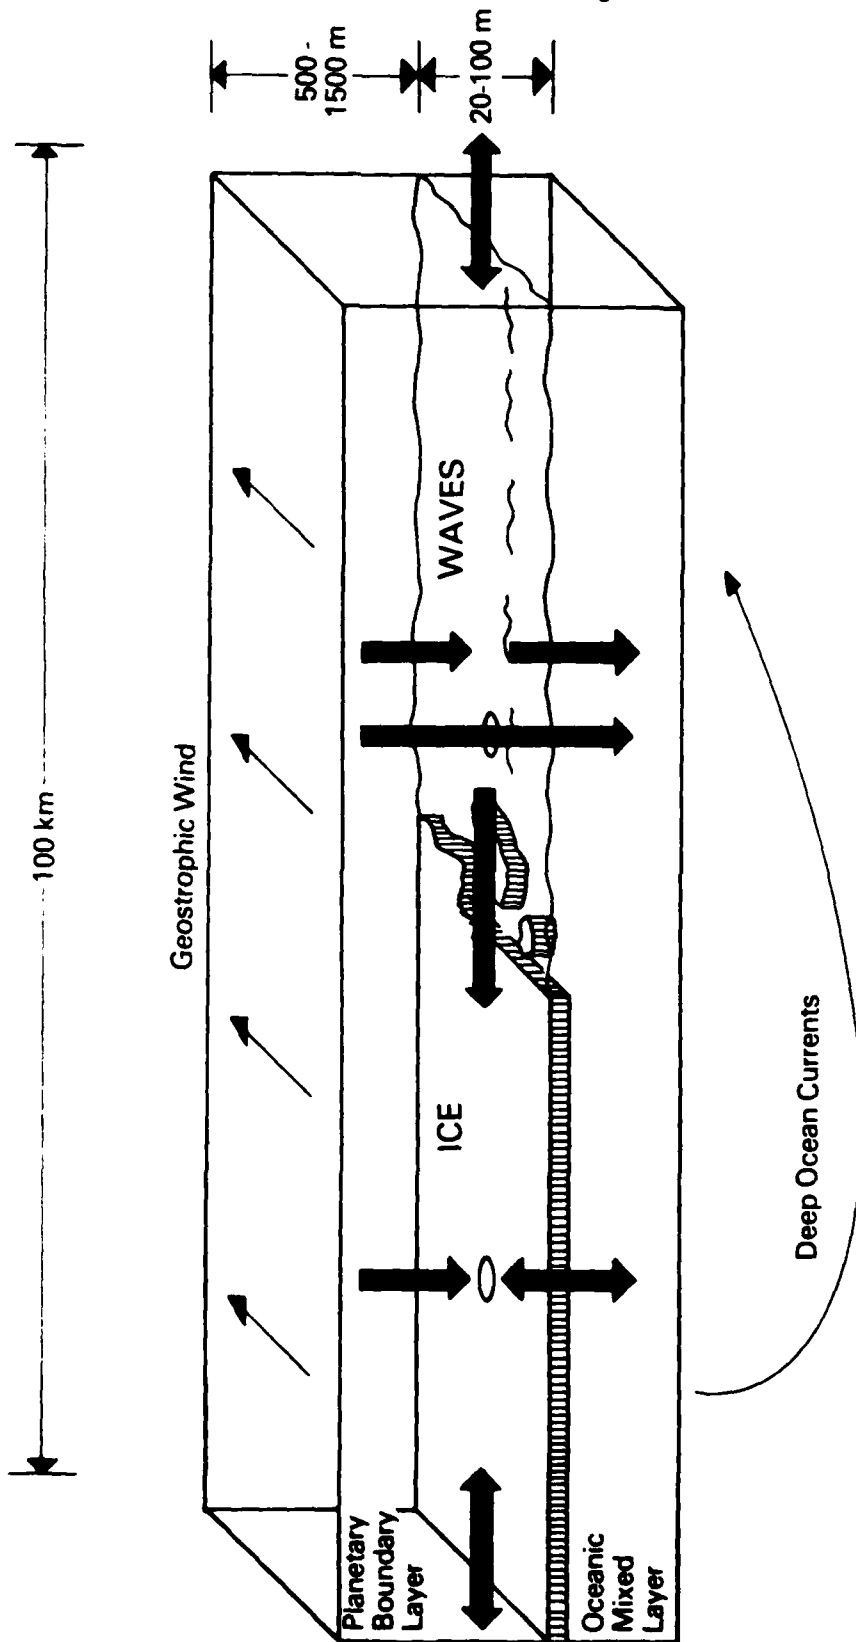 100 km
Geostrophic Wind
500 -
1500 m
20-100 m
Planetary
Boundary
Layer
ICE
WAVES
Oceanic
Mixed
Layer
Deep Ocean Currents